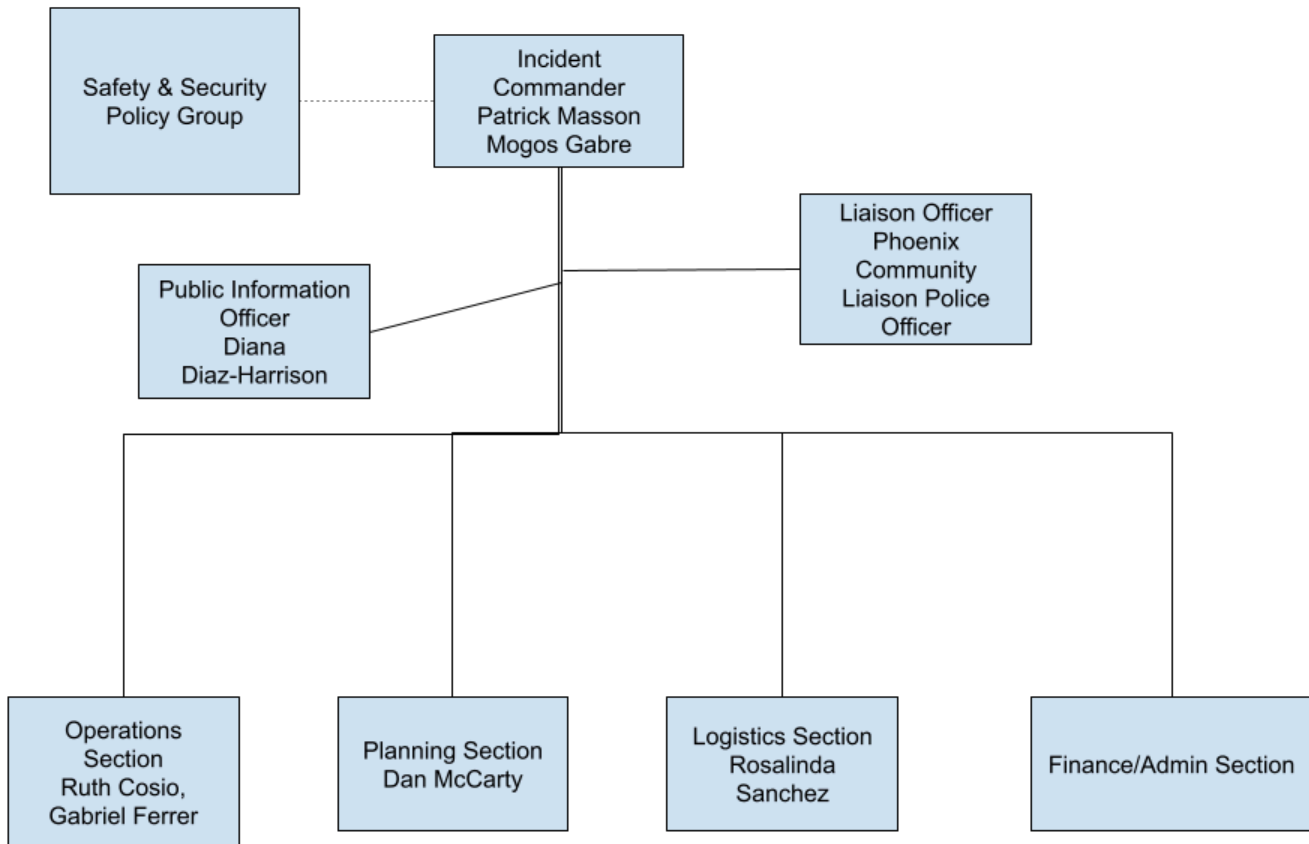 Safety & Security
Policy Group
Incident
Commander
Patrick Masson
Mogos Gabre
Liaison Officer
Phoenix
Community
Liaison Police
Officer
Public Information
Officer
Diana
Diaz-Harrison
Operations
Section
Ruth Cosio,
Gabriel Ferrer
Planning Section
Dan McCarty
Logistics Section
Rosalinda
Sanchez
Finance/Admin Section